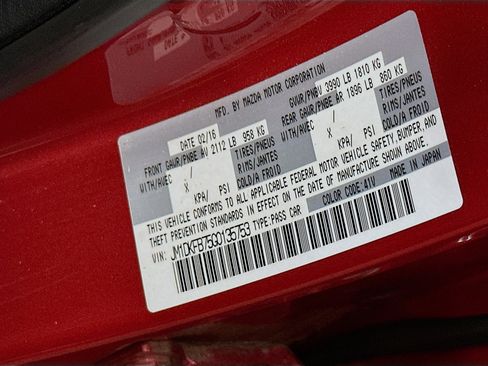 MFD. BY MAZDA MOTOR CORPORATION
DATE 02/16 GVWR/PNBV 3990 LB 1810 KG
FRONT GAWR/PNBE AV 2112 LB 958 KG REAR GAWR/PNBE AR 1896 LB 860 KG
WITH/AVEC TIRES/PNEUS WITH/AVEC TIRES/PNEUS
X RIMS/JANTES X RIMS/JANTES
KPA/ PSI COLD/A FROID KPA/ PSI COLD/A FROID
THIS VEHICLE CONFORMS TO ALL APPLICABLE FEDERAL MOTOR VEHICLE SAFETY, BUMPER, AND
THEFT PREVENTION STANDARDS IN EFFECT ON THE DATE OF MANUFACTURE SHOWN ABOVE.
VIN: JM1DKFB75G0135753 TYPE: PASS CAR COLOR CODE: 41V MADE IN JAPAN